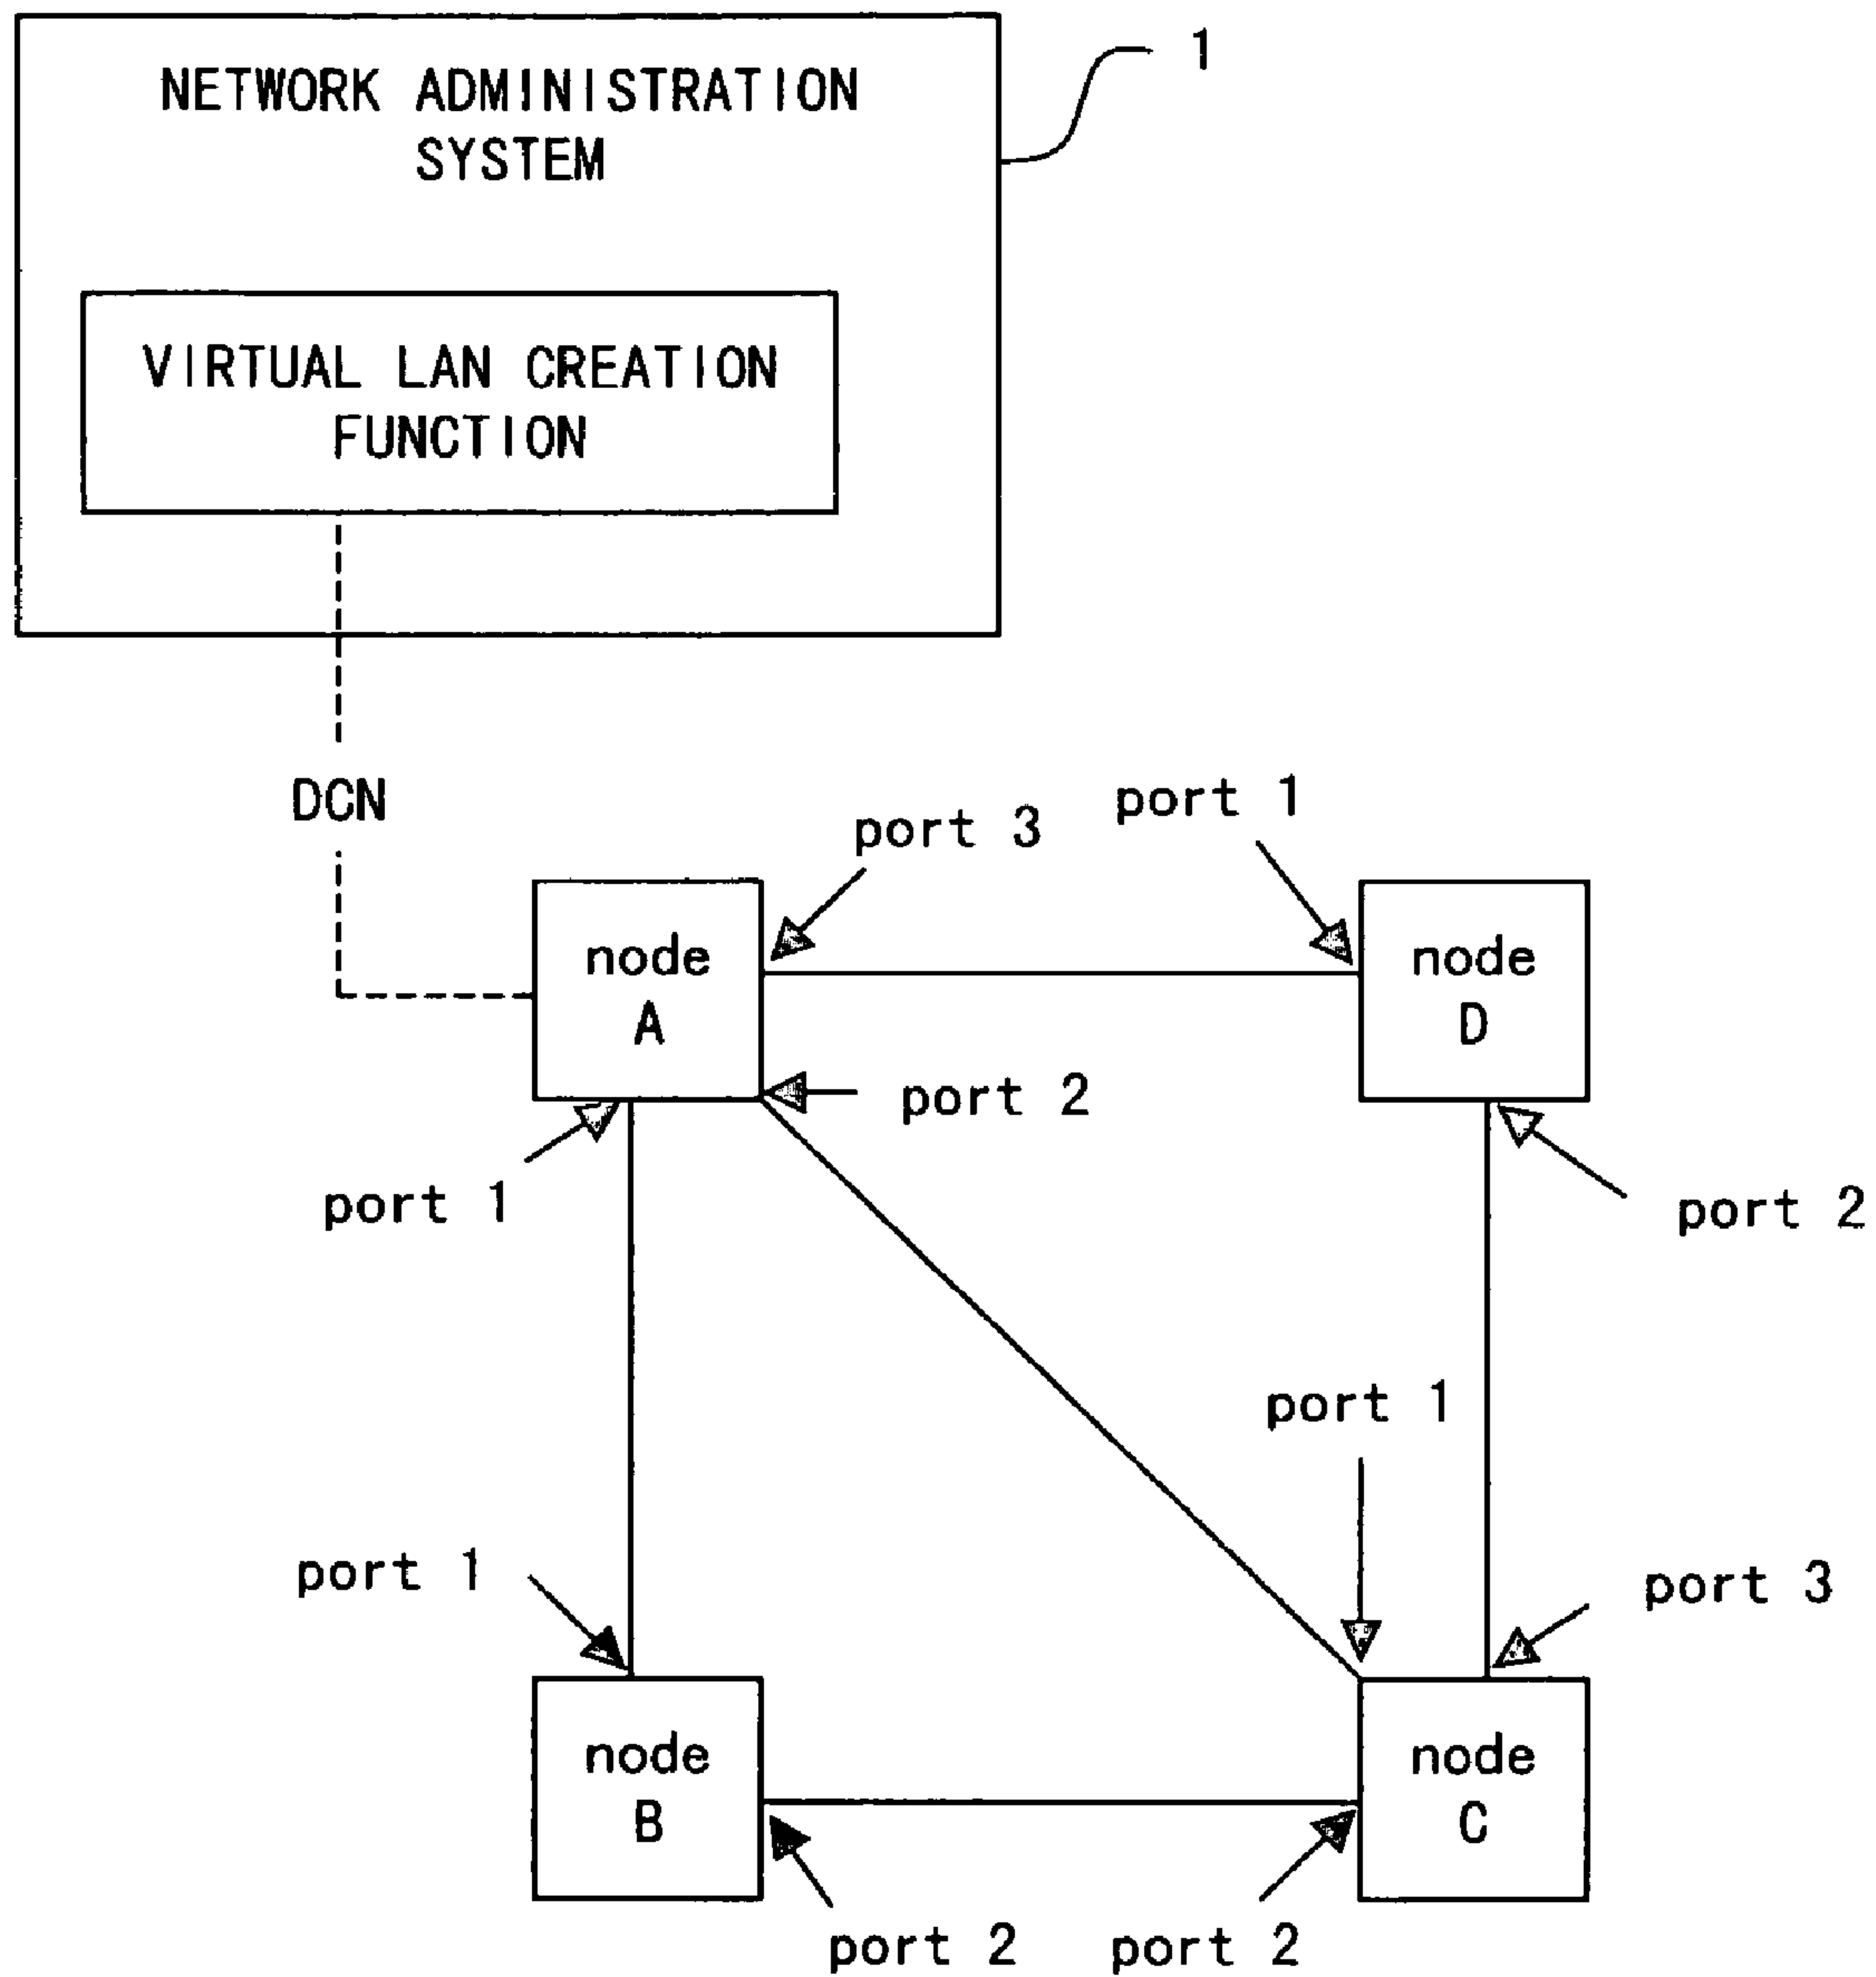 1
NETWORK ADMINISTRATION
SYSTEM
VIRTUAL LAN CREATION
FUNCTION
DCN
port 3
port 1
node
A
node
D
port 2
port 1
port 2
port 1
port 1
port 3
node
B
node
C
port 2
port 2